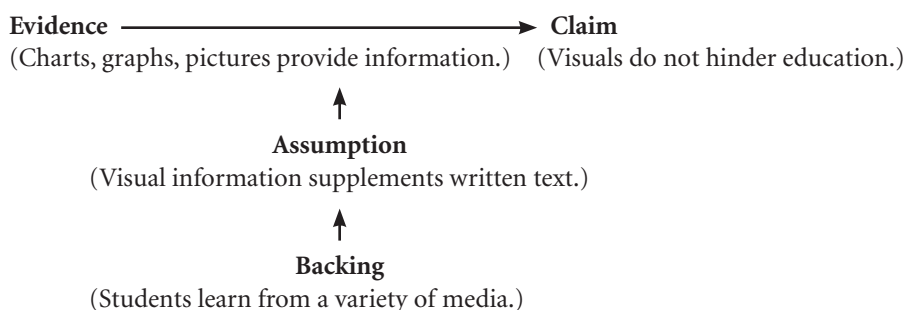 Evidence Claim
(Charts, graphs, pictures provide information.) (Visuals do not hinder education.)
Assumption
(Visual information supplements written text.)
Backing
(Students learn from a variety of media.)